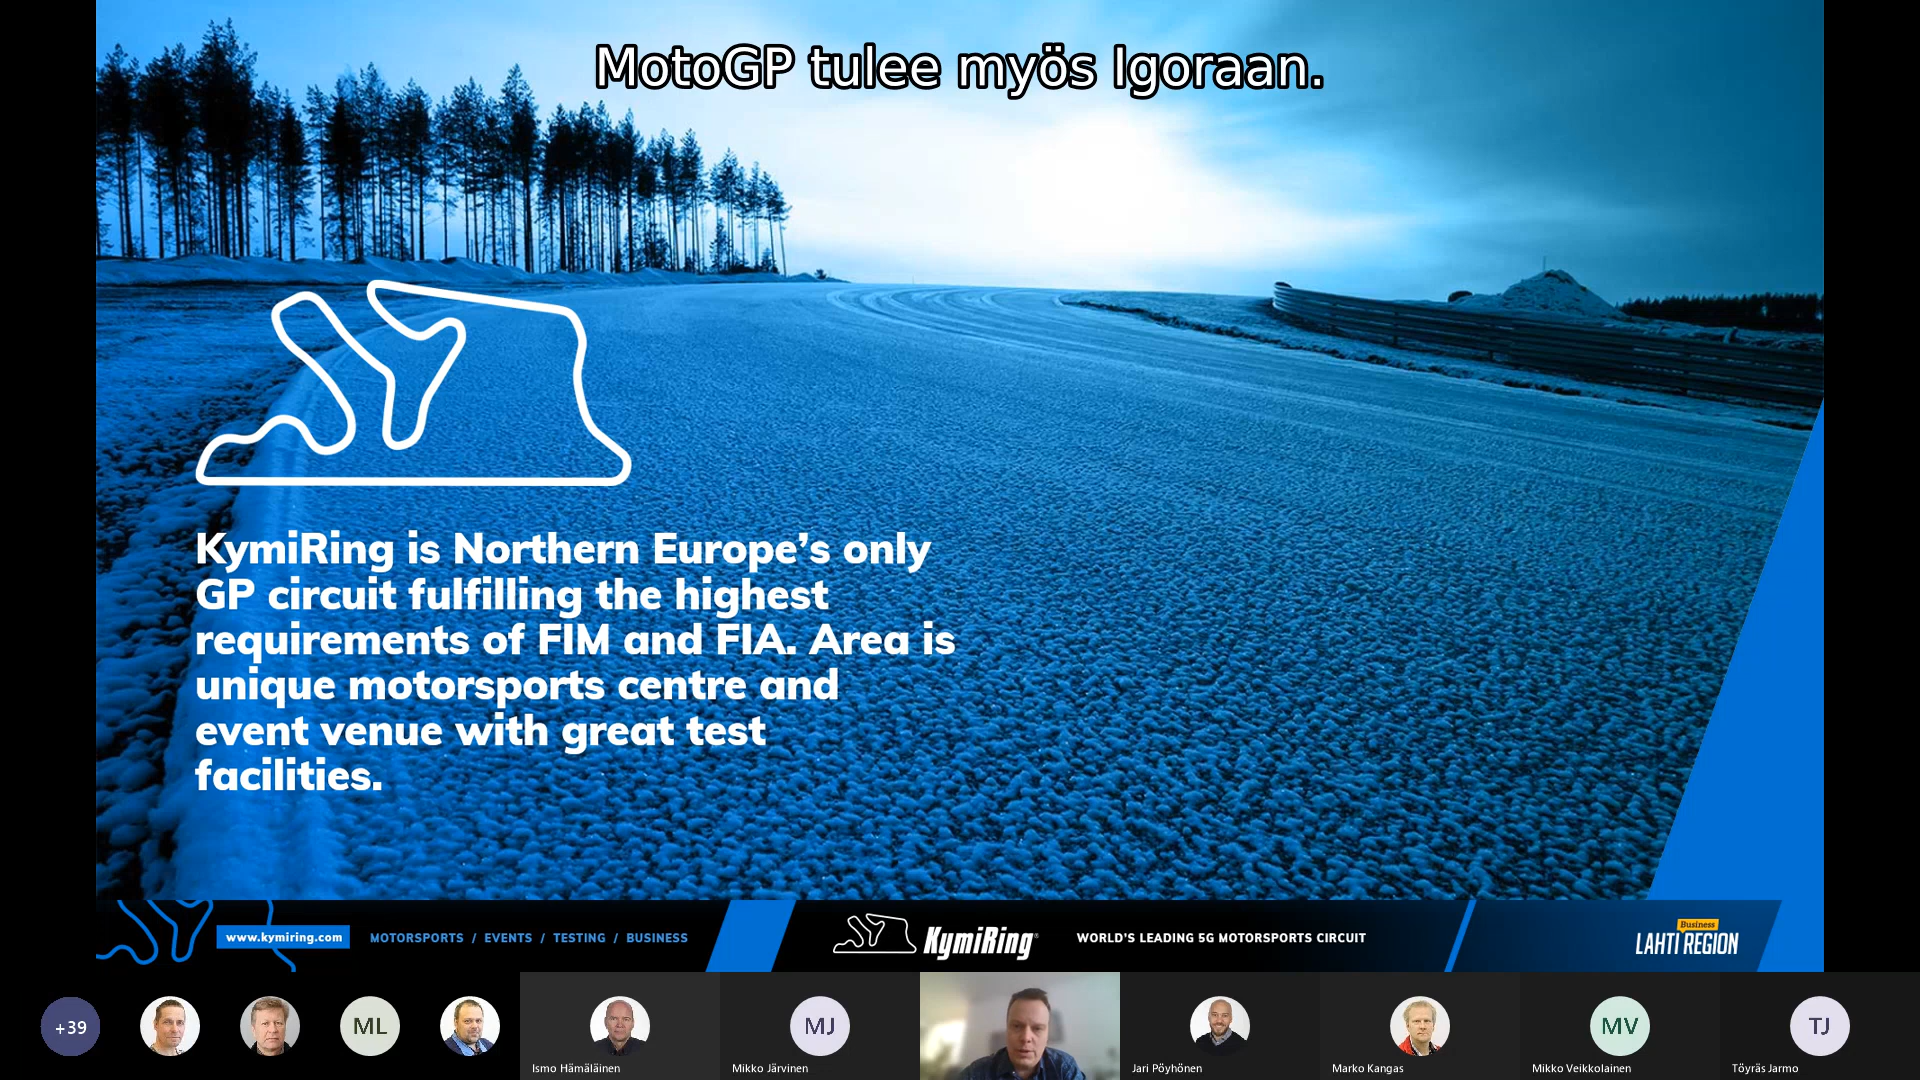 MotoGP tulee myös Igoraan.
KymiRing is Northern Europe’s only
GP circuit fulfilling the highest
requirements of FIM and FIA. Area is
unique motorsports centre and
event venue with great test
facilities.
www.kymiring.com
MOTORSPORTS / EVENTS / TESTING / BUSINESS
KymiRing®
WORLD’S LEADING 5G MOTORSPORTS CIRCUIT
Business
LAHTI REGION
+39
ML
MJ
MV
TJ
Ismo Hämäläinen
Mikko Järvinen
Jari Pöyhönen
Marko Kangas
Mikko Veikkolainen
Töyräs Jarmo